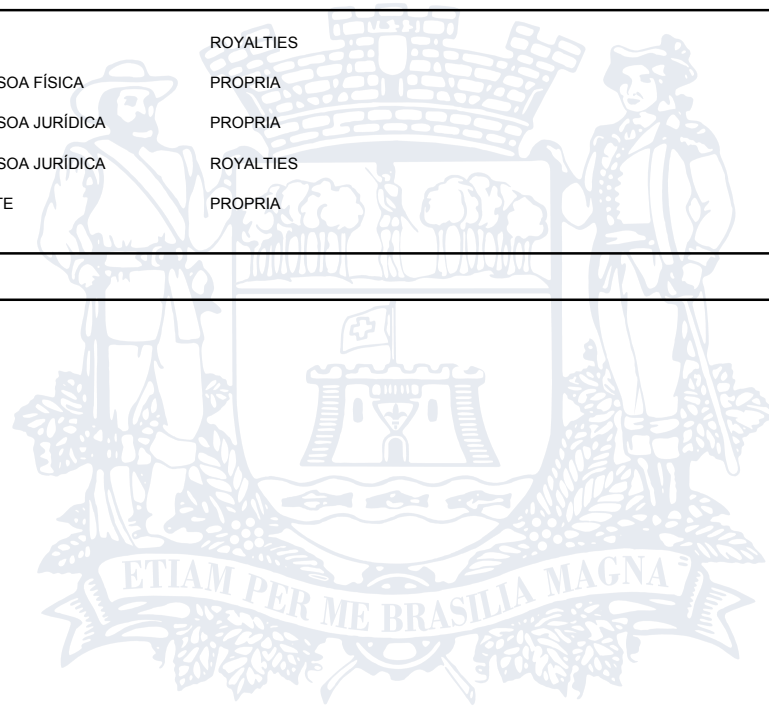 ROYALTIES
SOA FÍSICA PROPRIA
SOA JURÍDICA PROPRIA
SOA JURÍDICA ROYALTIES
TE PROPRIA
ETIAM PER ME BRASILIA MAGNA